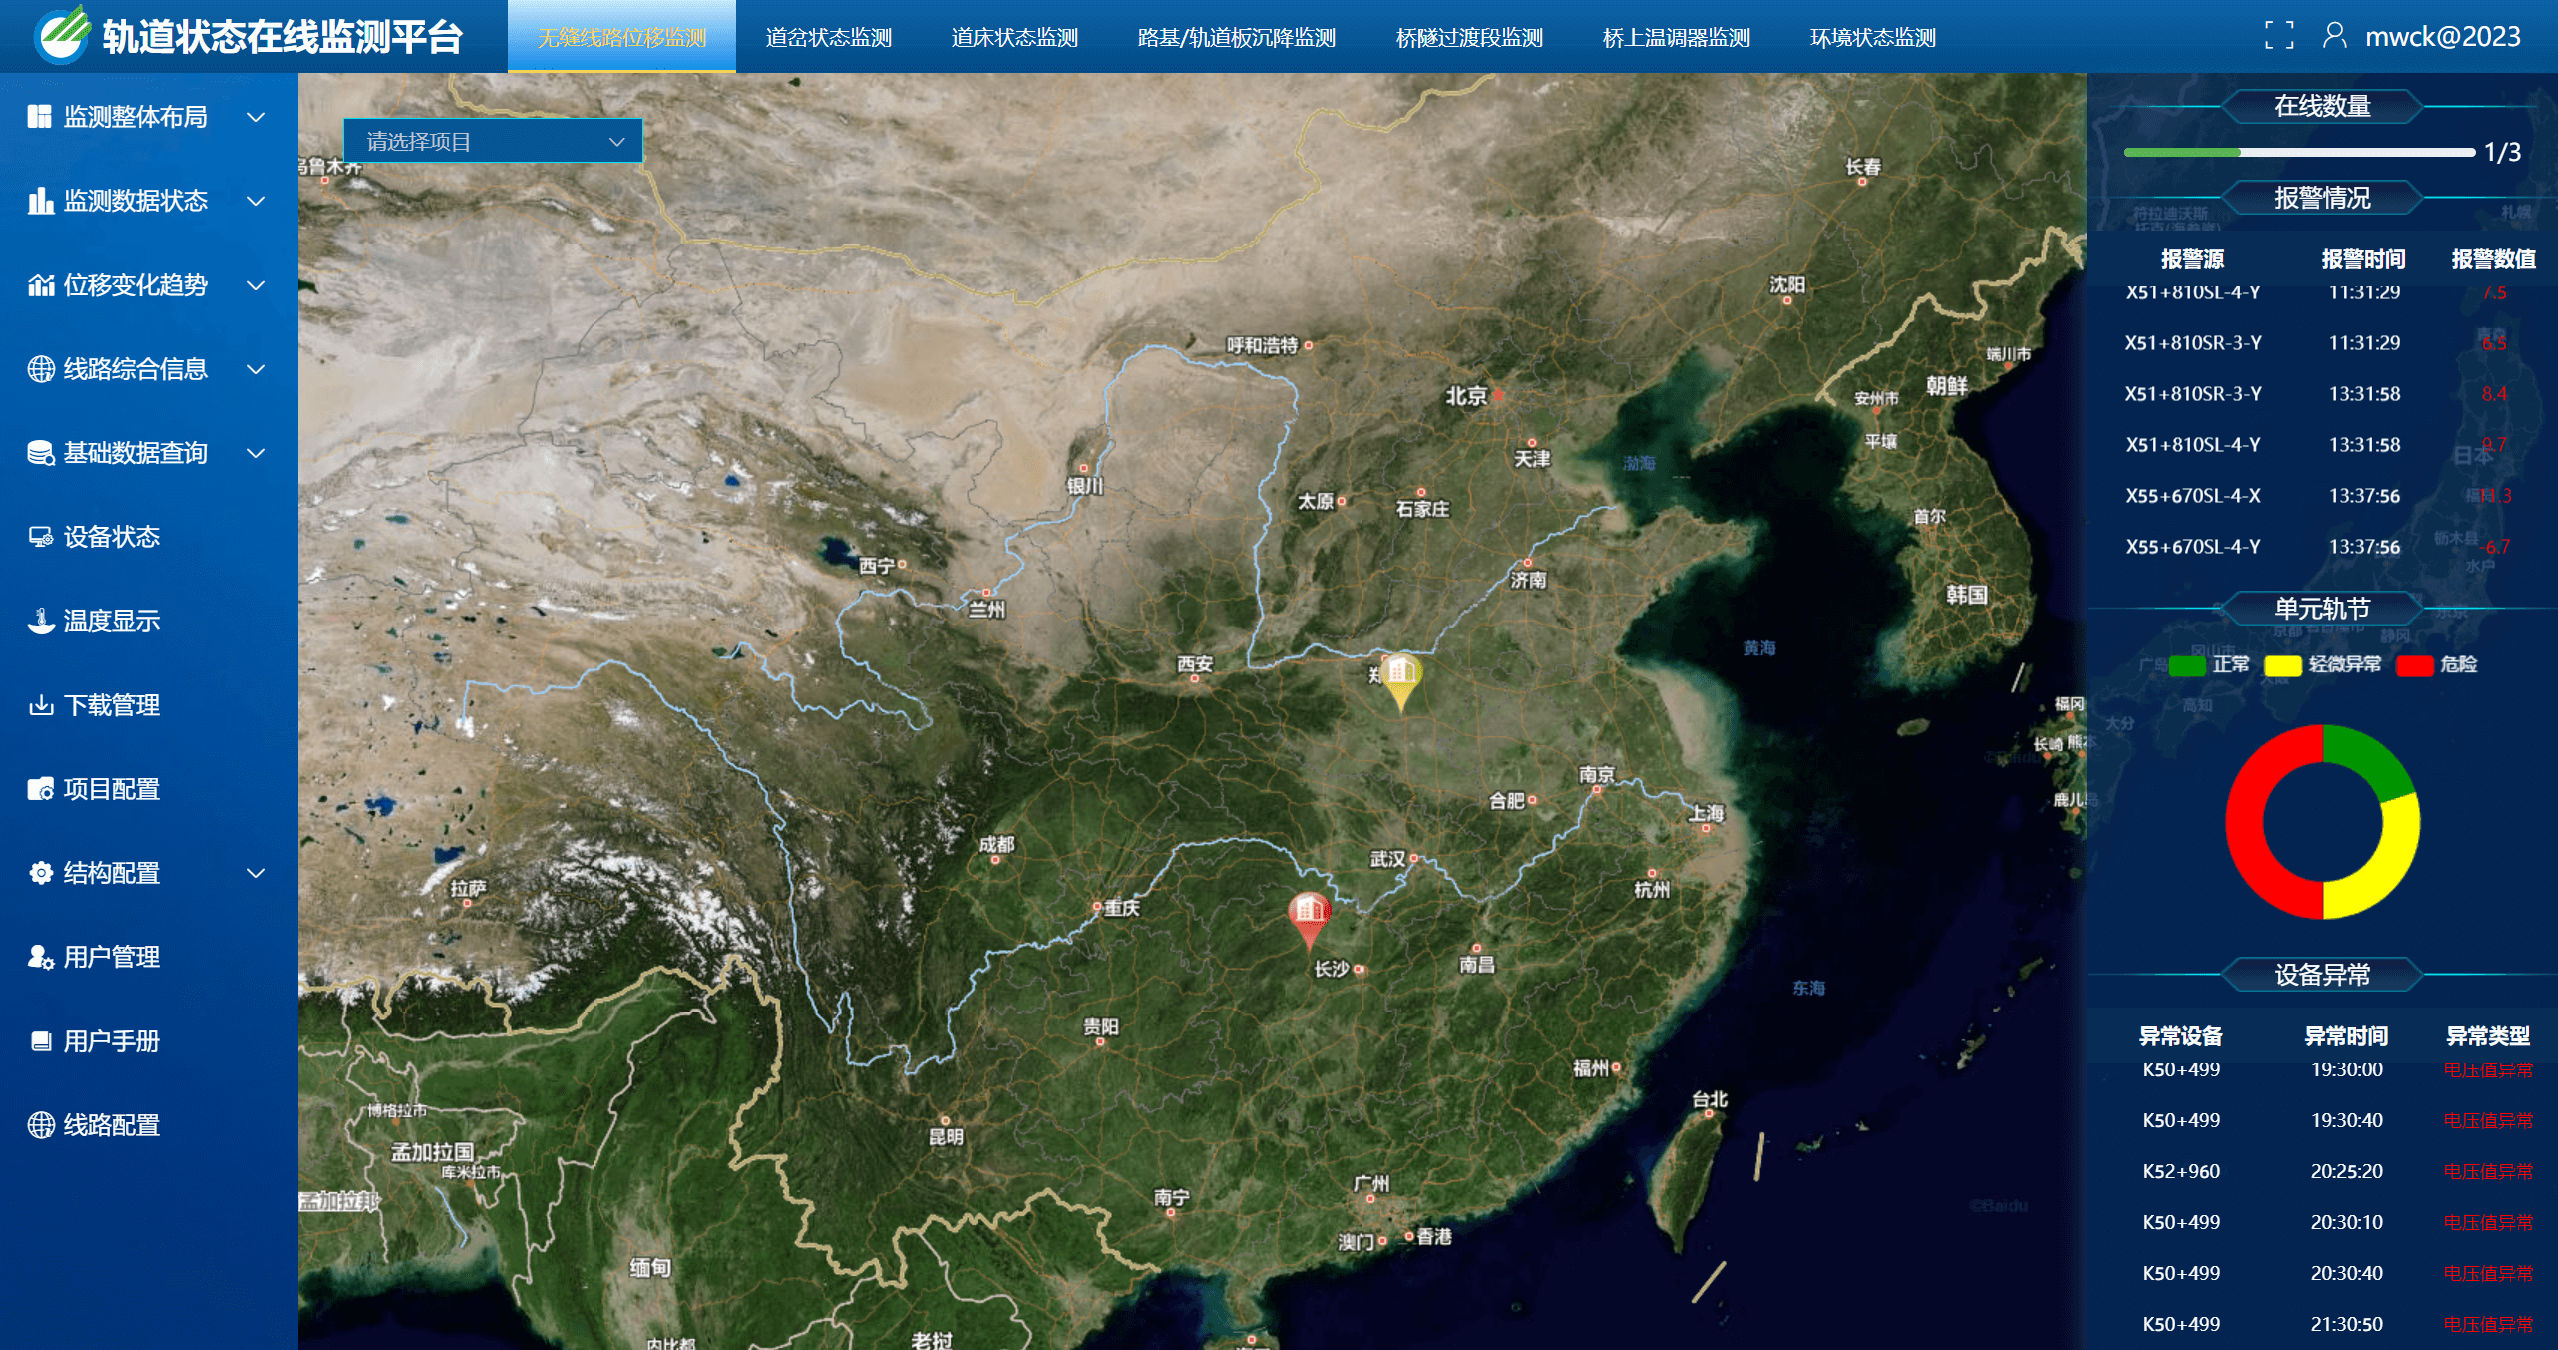 轨道状态在线监测平台
无缝线路位移监测
道岔状态监测
道床状态监测
路基/轨道板沉降监测
桥隧过渡段监测
桥上温调器监测
环境状态监测
mwck@2023
监测整体布局
监测数据状态
位移变化趋势
线路综合信息
基础数据查询
设备状态
温度显示
下载管理
项目配置
结构配置
用户管理
用户手册
线路配置
请选择项目
乌鲁木齐
长春
沈阳
呼和浩特
端川市
北京
安州市
朝鲜
平壤
天津
渤海
银川
太原
石家庄
首尔
西宁
济南
兰州
韩国
西安
黄海
郑
福冈
长崎
熊本
南京
合肥
上海
鹿儿岛
成都
武汉
拉萨
杭州
重庆
长沙
南昌
东海
贵阳
福州
台北
博格拉市
昆明
孟加拉国
库米拉市
广州
孟加拉邦
南宁
澳门
香港
缅甸
内比都
老挝
©Baidu
在线数量
1/3
报警情况
符拉迪沃斯
托克(海参崴)
札幌
报警源 报警时间 报警数值
X51+810SL-4-Y 11:31:29 7.5
X51+810SR-3-Y 11:31:29 6.5
X51+810SR-3-Y 13:31:58 8.4
X51+810SL-4-Y 13:31:58 9.7
日本
X55+670SL-4-X 13:37:56
X55+670SL-4-Y 13:37:56 -6.7
栃木县
水户
单元轨节
东京
静冈
冈山市
广岛
正常 轻微异常 危险
高知
大分
设备异常
异常设备 异常时间 异常类型
K50+499 19:30:00 电压值异常
K50+499 19:30:40 电压值异常
K52+960 20:25:20 电压值异常
K50+499 20:30:10 电压值异常
K50+499 20:30:40 电压值异常
K50+499 21:30:50 电压值异常